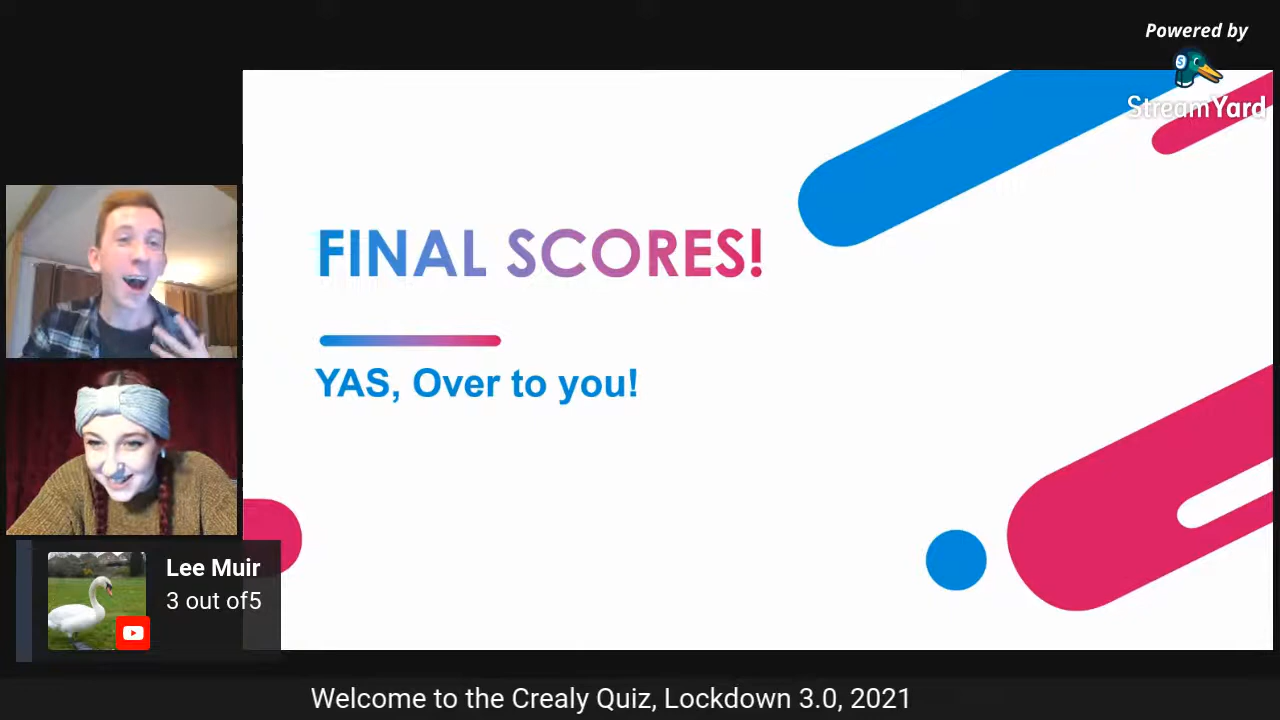 Powered by
StreamYard
FINAL SCORES!
YAS, Over to you!
Lee Muir
3 out of5
Welcome to the Crealy Quiz, Lockdown 3.0, 2021